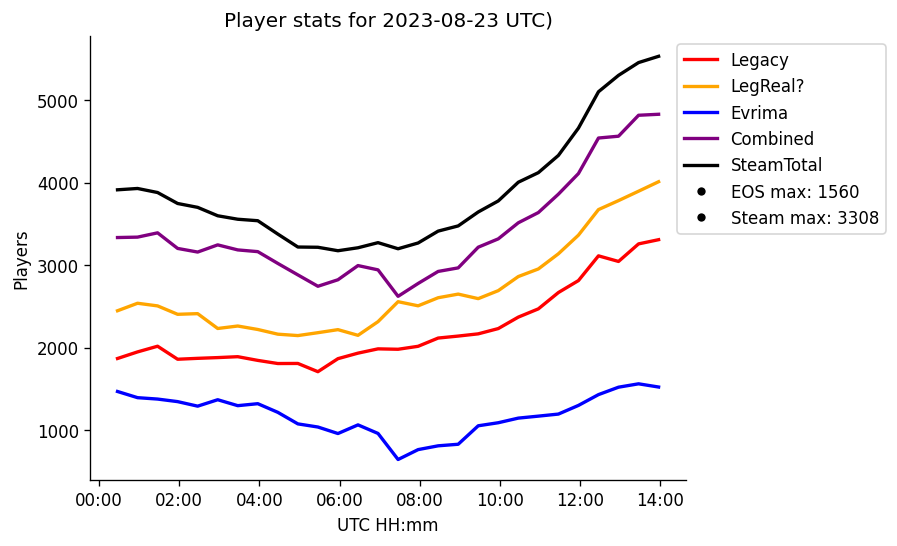 Player stats for 2023-08-23 UTC)
Legacy
LegReal?
Evrima
Combined
SteamTotal
EOS max: 1560
Steam max: 3308
Players
5000
4000
3000
2000
1000
00:00 02:00 04:00 06:00 08:00 10:00 12:00 14:00
UTC HH:mm